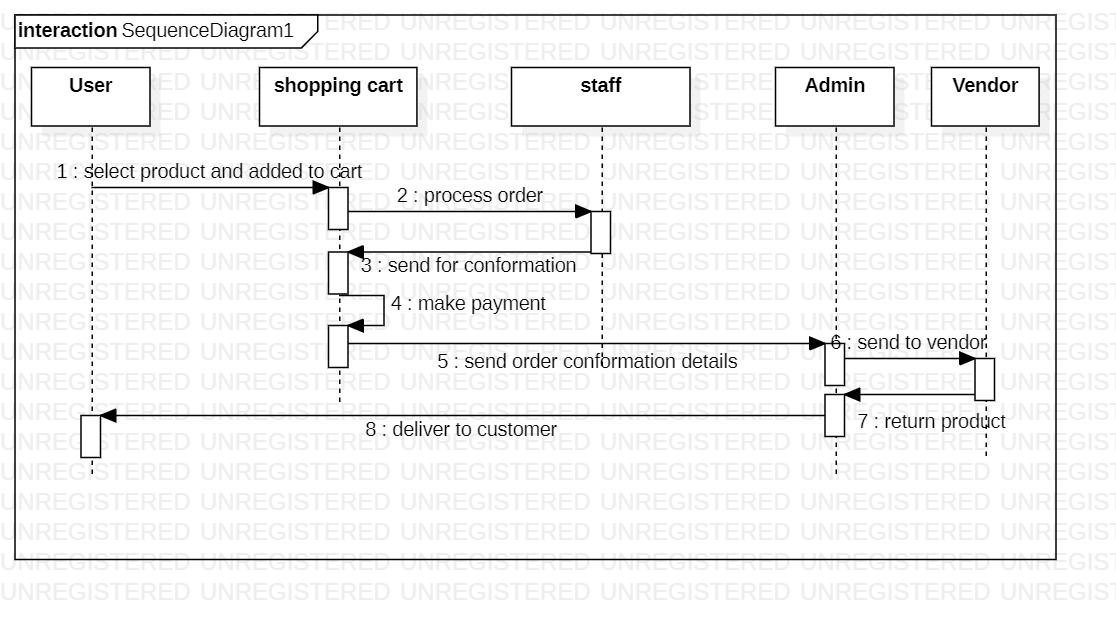 interaction SequenceDiagram1
User
shopping cart
staff
Admin
Vendor
1 : select product and added to cart
2 : process order
3 : send for conformation
4 : make payment
5 : send order conformation details
6 : send to vendor
7 : return product
8 : deliver to customer
UNREGISTERED UNREGISTERED UNREGISTERED UNREGISTERED UNREGISTERED